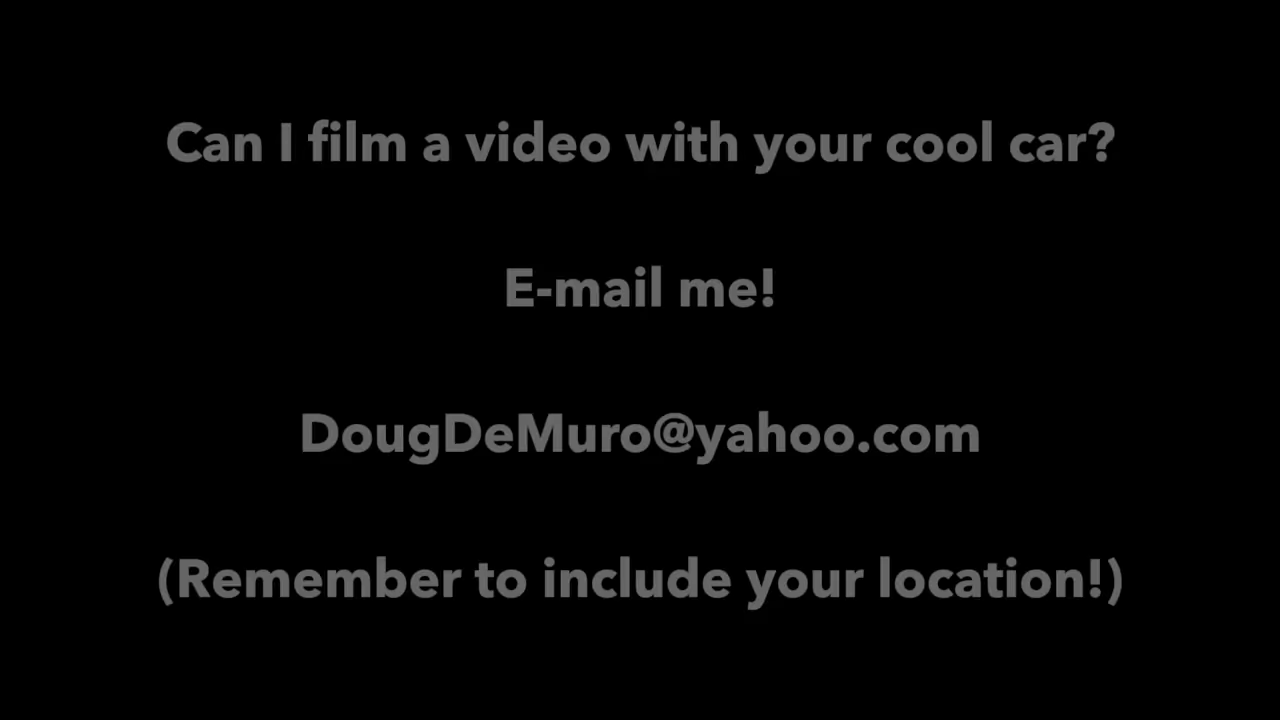 Can I film a video with your cool car?
E-mail me!
DougDeMuro@yahoo.com
(Remember to include your location!)